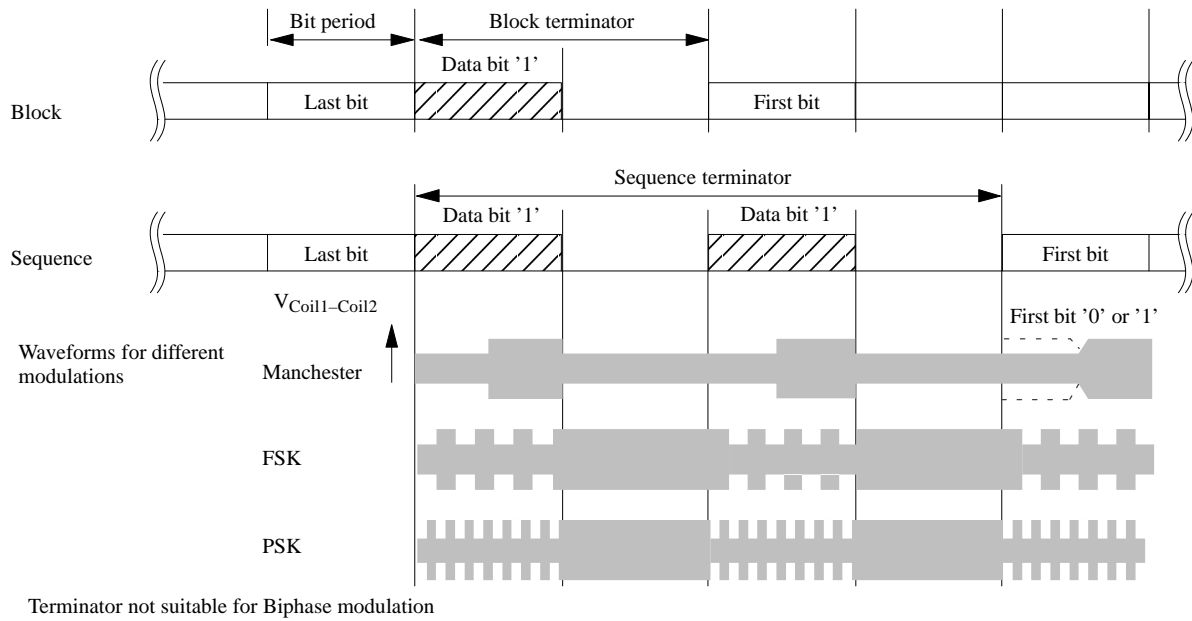 Bit period
Block terminator
Data bit '1'
Block
Last bit
First bit
Sequence terminator
Data bit ’1’
Data bit ’1’
Sequence
Last bit
First bit
VCoil1–Coil2
First bit ’0’ or ’1’
Waveforms for different
modulations
Manchester
FSK
PSK
Terminator not suitable for Biphase modulation